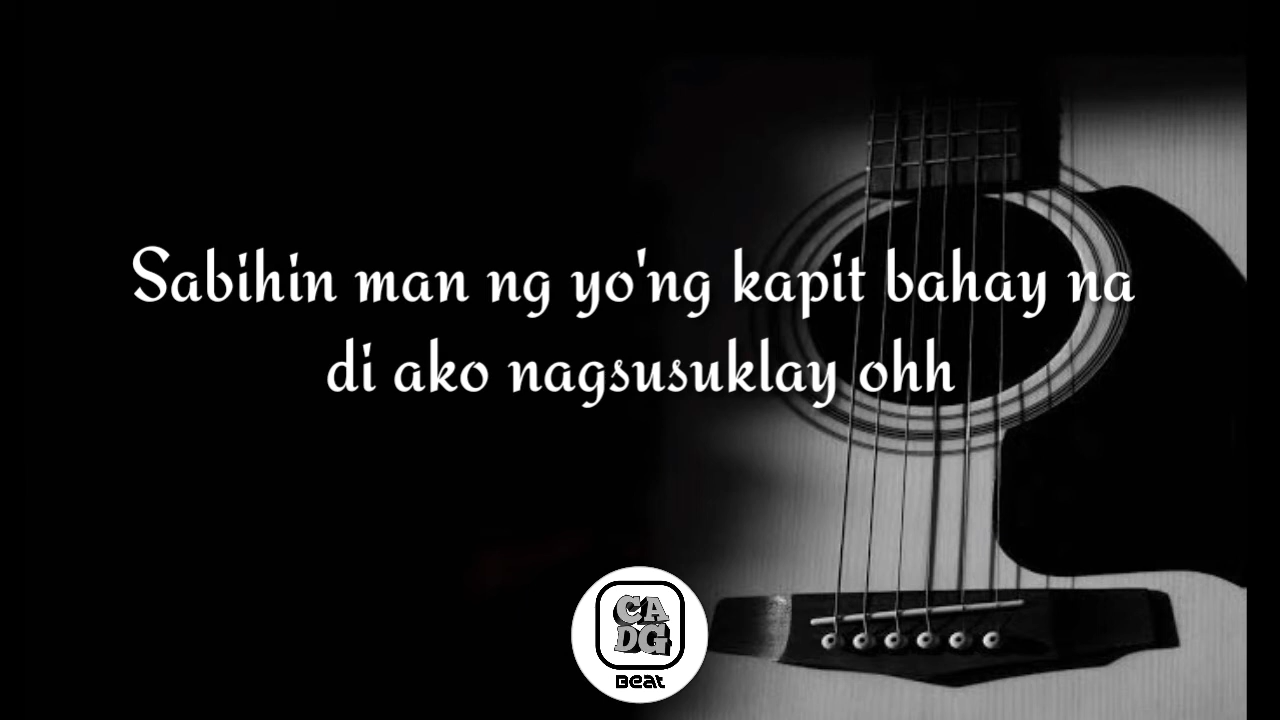 Sabihin man ng yo'ng kapit bahay na
di ako nagsusuklay ohh
CA
DG
Beat